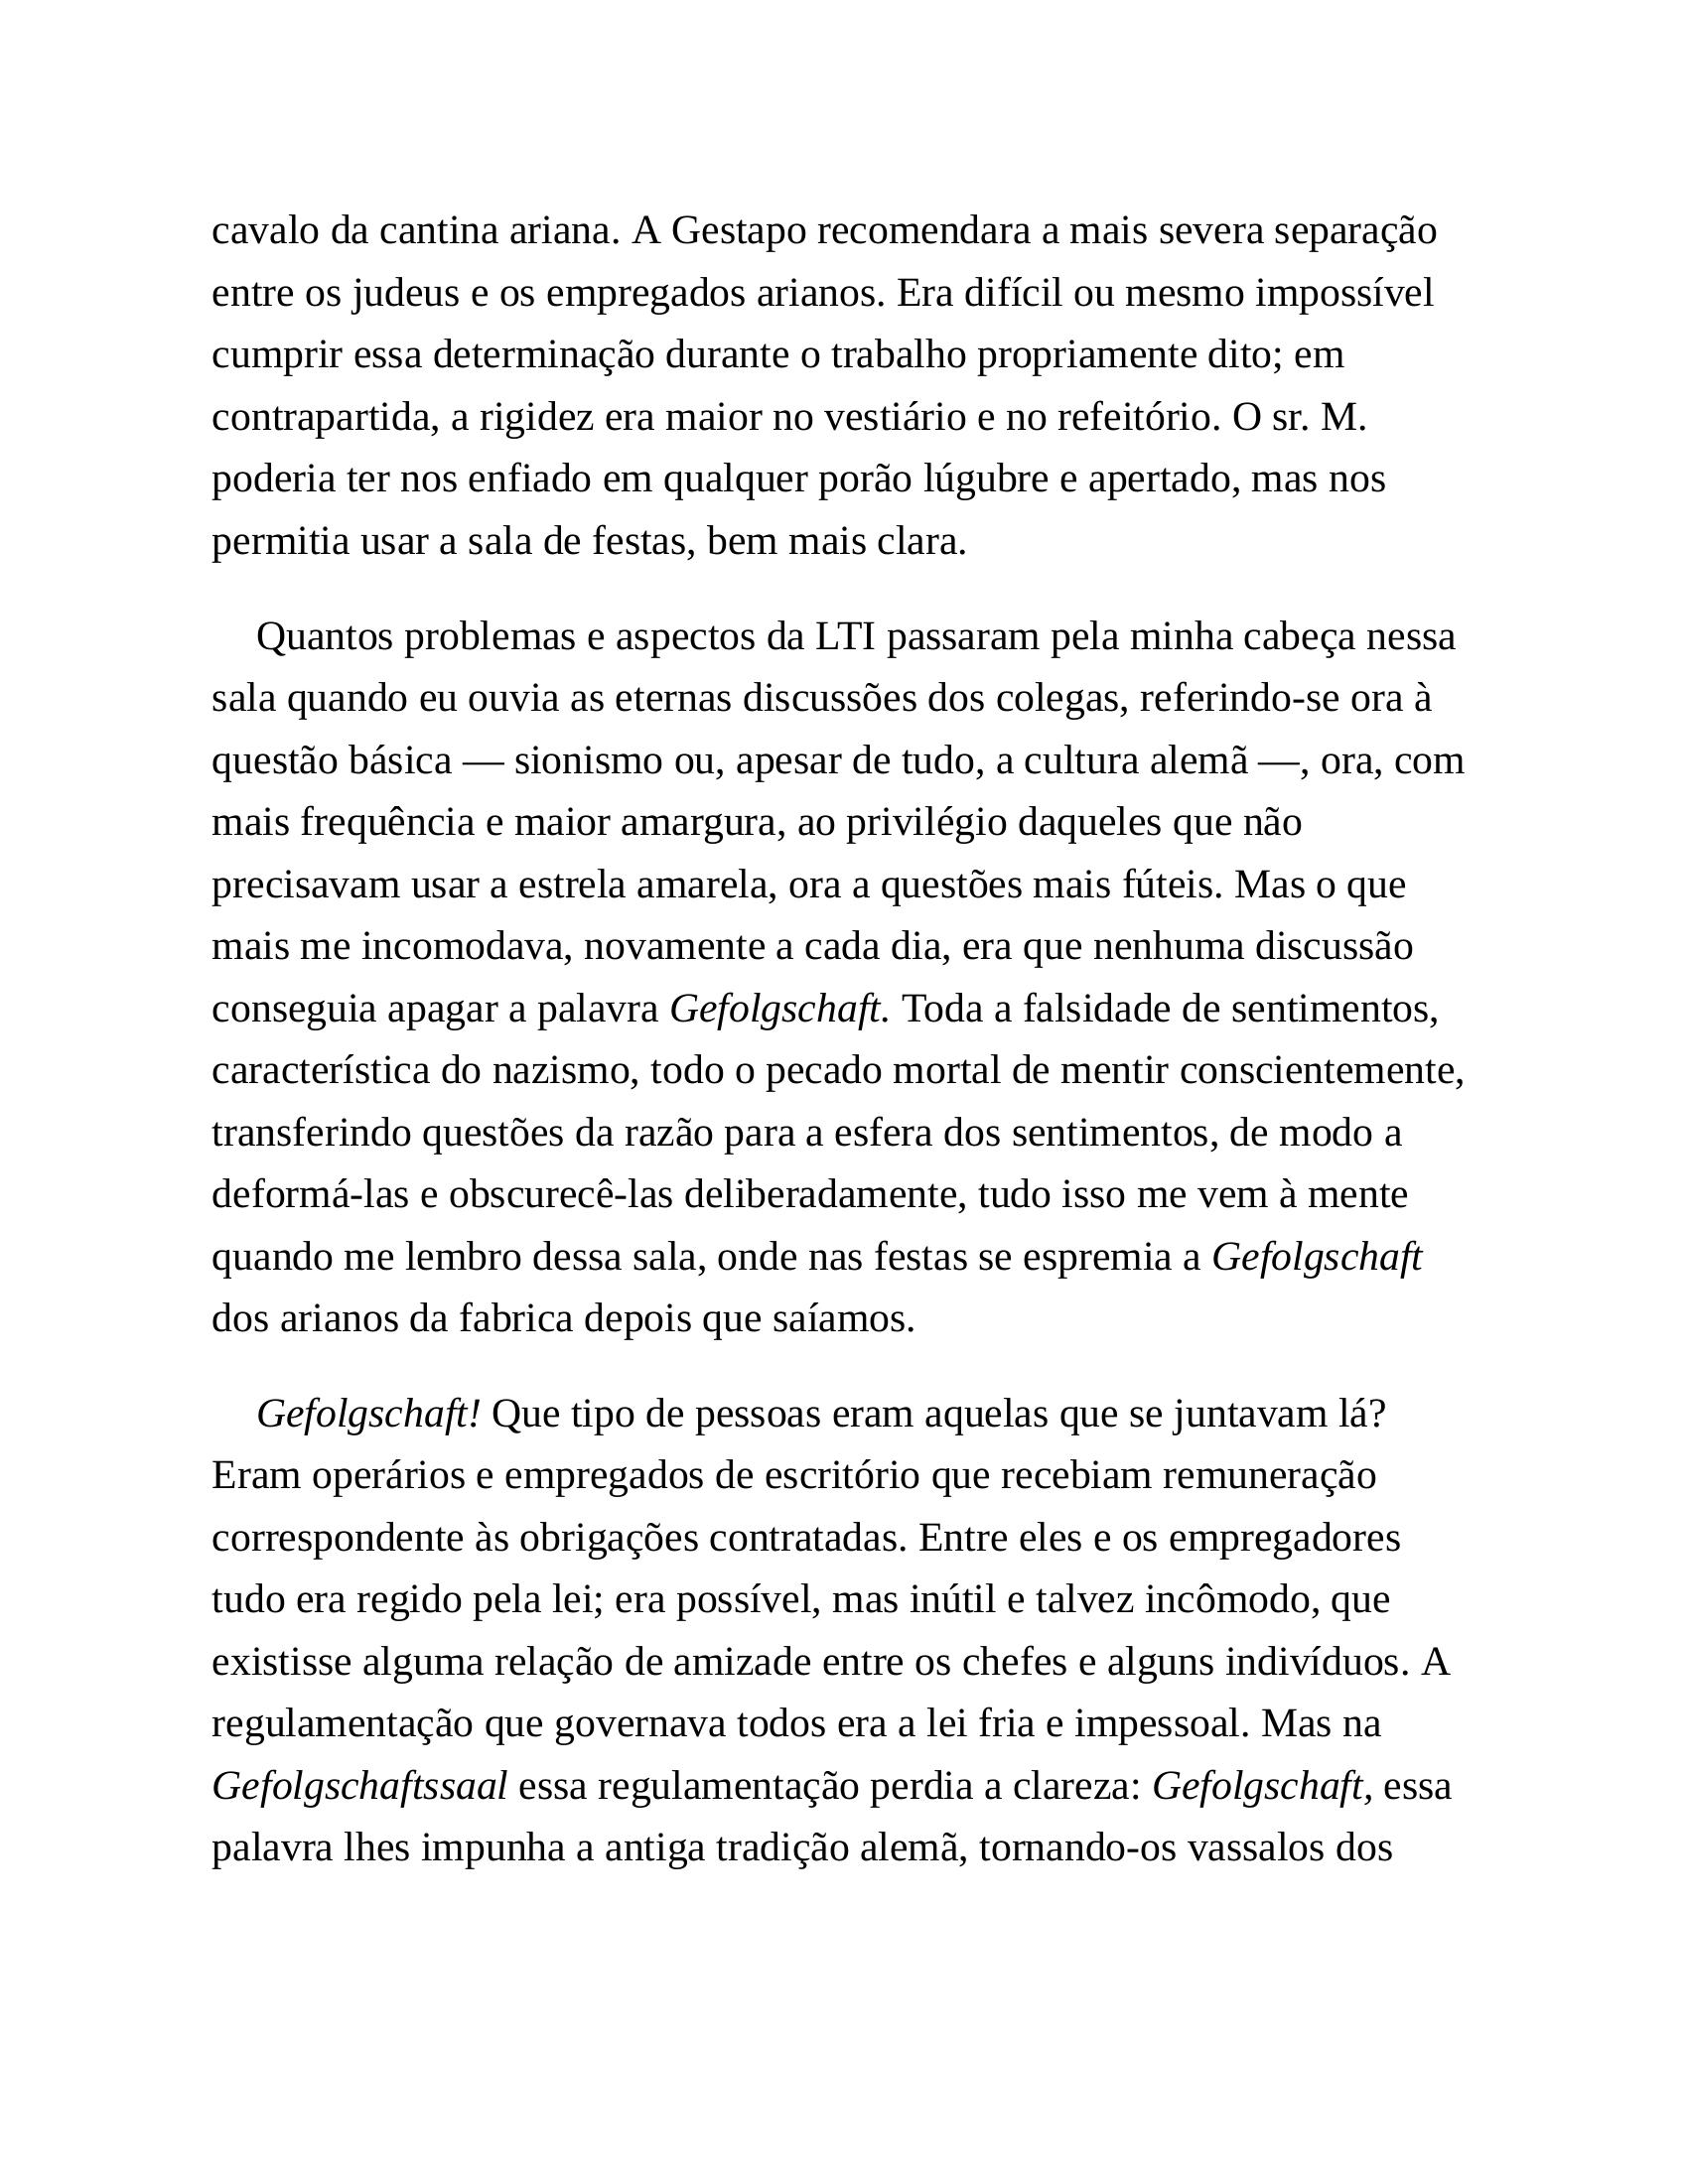 cavalo da cantina ariana. A Gestapo recomendara a mais severa separação
entre os judeus e os empregados arianos. Era difícil ou mesmo impossível
cumprir essa determinação durante o trabalho propriamente dito; em
contrapartida, a rigidez era maior no vestiário e no refeitório. O sr. M.
poderia ter nos enfiado em qualquer porão lúgubre e apertado, mas nos
permitia usar a sala de festas, bem mais clara.
Quantos problemas e aspectos da LTI passaram pela minha cabeça nessa
sala quando eu ouvia as eternas discussões dos colegas, referindo-se ora à
questão básica — sionismo ou, apesar de tudo, a cultura alemã —, ora, com
mais frequência e maior amargura, ao privilégio daqueles que não
precisavam usar a estrela amarela, ora a questões mais fúteis. Mas o que
mais me incomodava, novamente a cada dia, era que nenhuma discussão
conseguia apagar a palavra Gefolgschaft. Toda a falsidade de sentimentos,
característica do nazismo, todo o pecado mortal de mentir conscientemente,
transferindo questões da razão para a esfera dos sentimentos, de modo a
deformá-las e obscurecê-las deliberadamente, tudo isso me vem à mente
quando me lembro dessa sala, onde nas festas se espremia a Gefolgschaft
dos arianos da fabrica depois que saíamos.
Gefolgschaft! Que tipo de pessoas eram aquelas que se juntavam lá?
Eram operários e empregados de escritório que recebiam remuneração
correspondente às obrigações contratadas. Entre eles e os empregadores
tudo era regido pela lei; era possível, mas inútil e talvez incômodo, que
existisse alguma relação de amizade entre os chefes e alguns indivíduos. A
regulamentação que governava todos era a lei fria e impessoal. Mas na
Gefolgschaftssaal essa regulamentação perdia a clareza: Gefolgschaft, essa
palavra lhes impunha a antiga tradição alemã, tornando-os vassalos dos